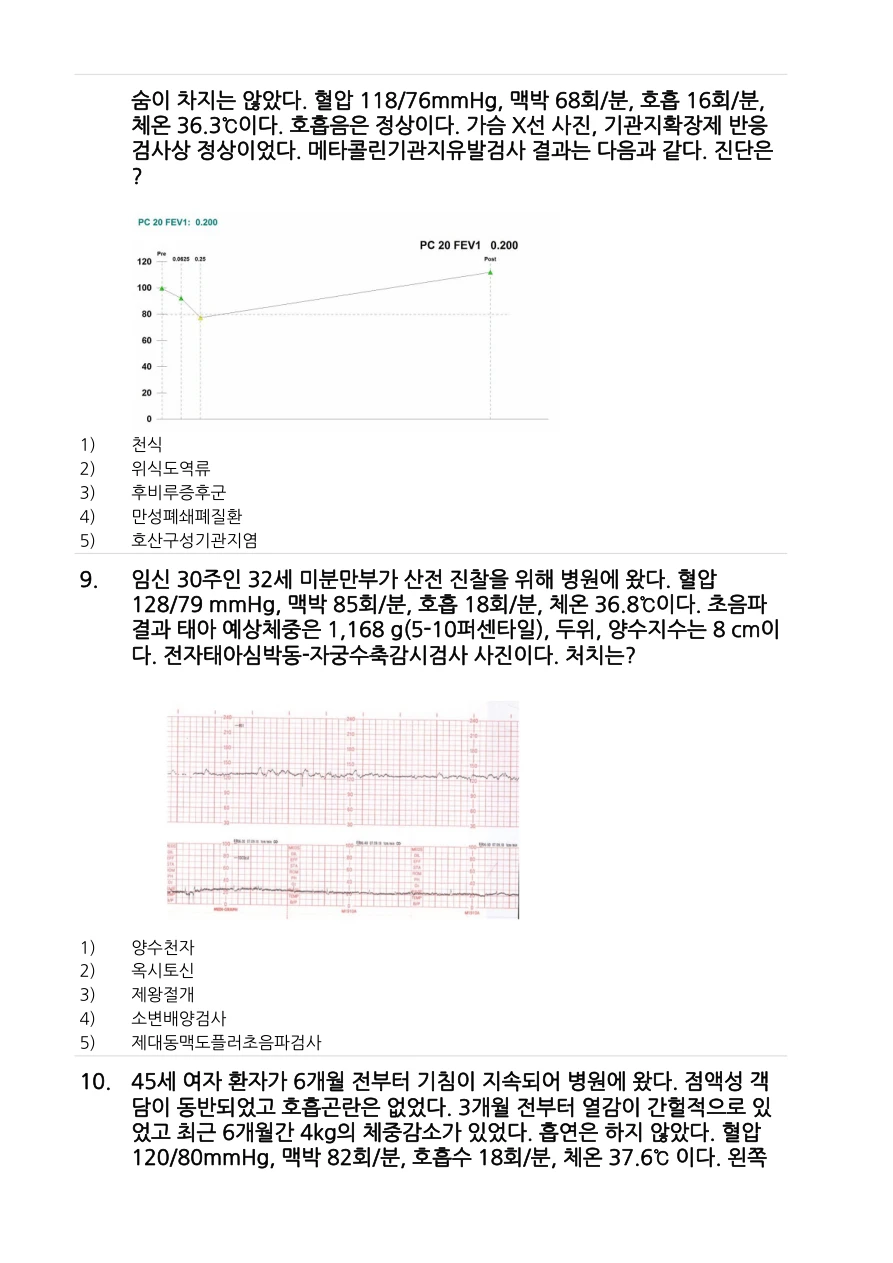 숨이 차지는 않았다. 혈압 118/76mmHg, 맥박 68회/분, 호흡 16회/분,
체온 36.3℃이다. 호흡음은 정상이다. 가슴 X선 사진, 기관지확장제 반응
검사상 정상이었다. 메타콜린기관지유발검사 결과는 다음과 같다. 진단은
?
PC 20 FEV1: 0.200
PC 20 FEV1 0.200
Pre 0.0625 0.25 Post
120
100
80
60
40
20
0
1) 천식
2) 위식도역류
3) 후비루증후군
4) 만성폐쇄폐질환
5) 호산구성기관지염
9. 임신 30주인 32세 미분만부가 산전 진찰을 위해 병원에 왔다. 혈압
128/79 mmHg, 맥박 85회/분, 호흡 18회/분, 체온 36.8℃이다. 초음파
결과 태아 예상체중은 1,168 g(5-10퍼센타일), 두위, 양수지수는 8 cm이
다. 전자태아심박동-자궁수축감시검사 사진이다. 처치는?
1) 양수천자
2) 옥시토신
3) 제왕절개
4) 소변배양검사
5) 제대동맥도플러초음파검사
10. 45세 여자 환자가 6개월 전부터 기침이 지속되어 병원에 왔다. 점액성 객
담이 동반되었고 호흡곤란은 없었다. 3개월 전부터 열감이 간헐적으로 있
었고 최근 6개월간 4kg의 체중감소가 있었다. 흡연은 하지 않았다. 혈압
120/80mmHg, 맥박 82회/분, 호흡수 18회/분, 체온 37.6℃ 이다. 왼쪽